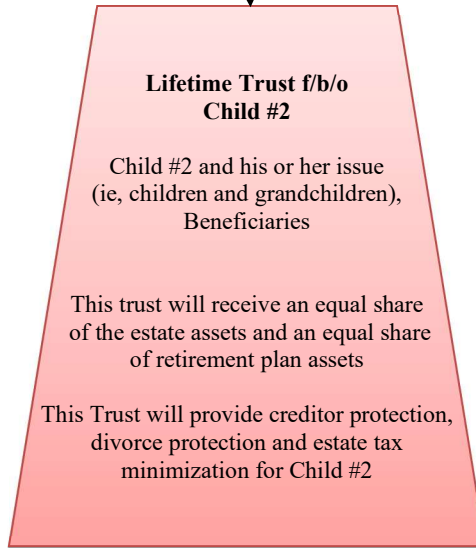 Lifetime Trust f/b/o
Child #2
Child #2 and his or her issue
(ie, children and grandchildren),
Beneficiaries
This trust will receive an equal share
of the estate assets and an equal share
of retirement plan assets
This Trust will provide creditor protection,
divorce protection and estate tax
minimization for Child #2